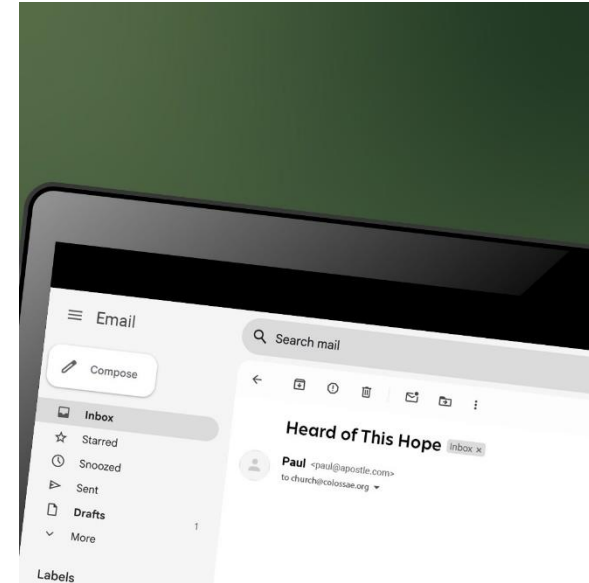 Email
Search mail
Compose
Inbox
Starred
Snoozed
Sent
Drafts 1
More
Labels
Heard of This Hope Inbox ×
Paul <paul@apostle.com>
to church@colossae.org